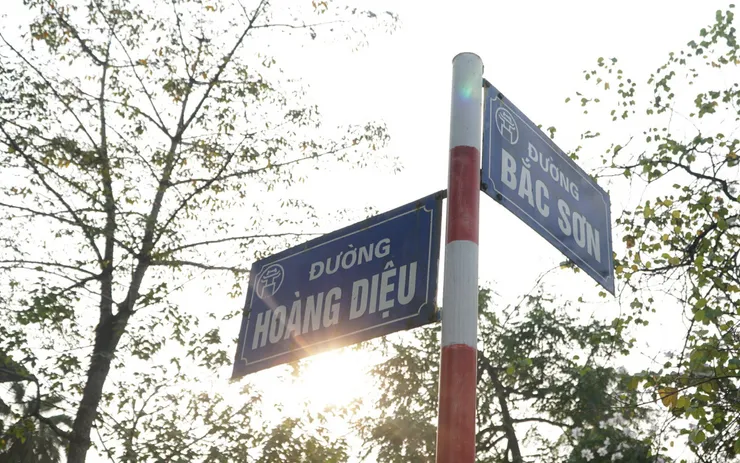 ĐƯỜNG
HOÀNG DIỆU
ĐƯỜNG
BẮC SƠN